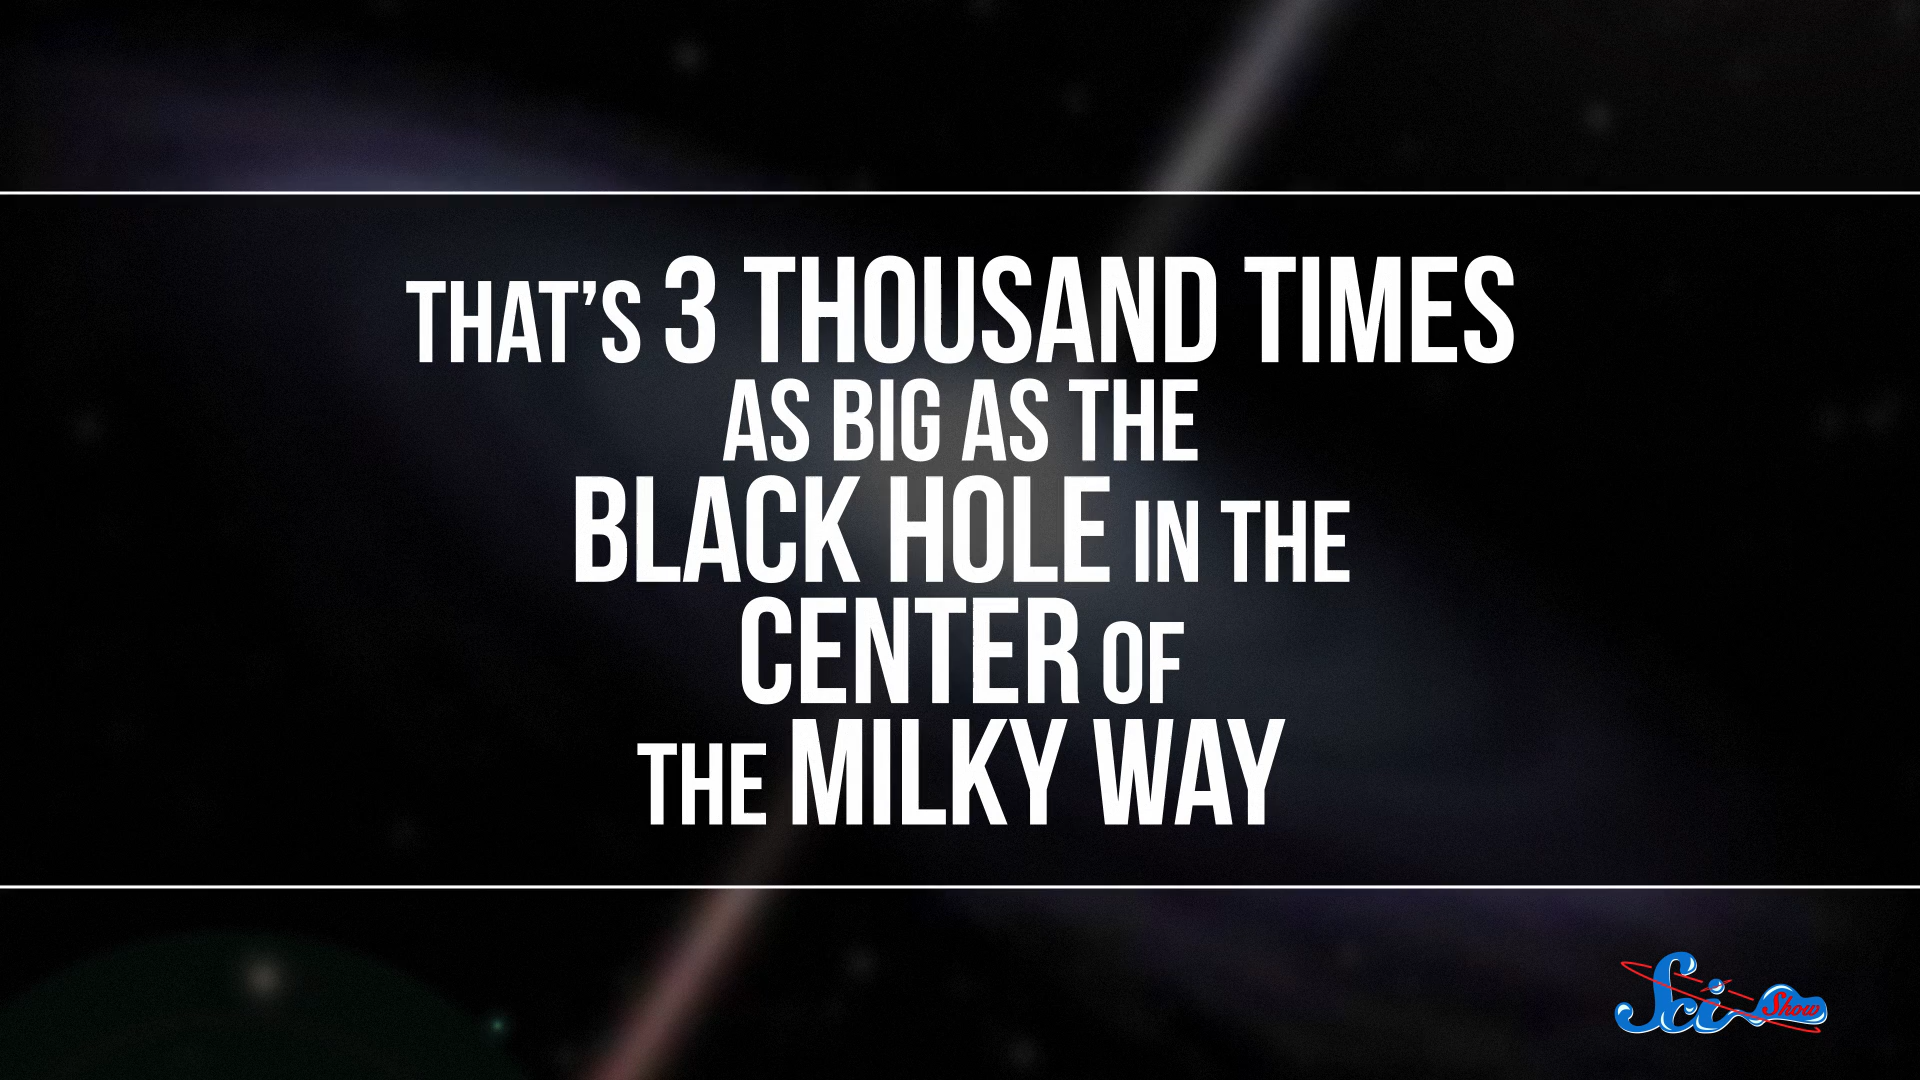 THAT'S 3 THOUSAND TIMES
AS BIG AS THE
BLACK HOLE IN THE
CENTER OF
THE MILKY WAY
Sci Show